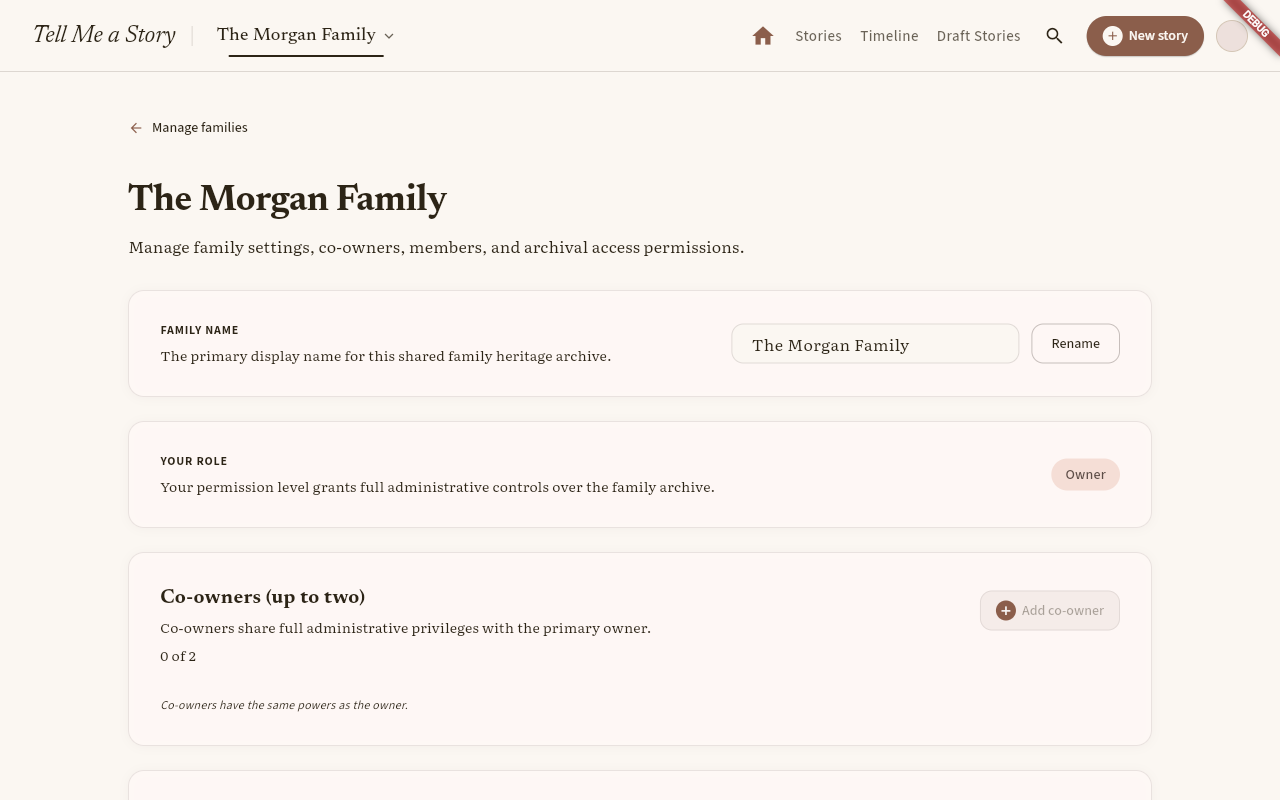 Tell Me a Story
The Morgan Family
Stories
Timeline
Draft Stories
New story
DEBUG
Manage families
The Morgan Family
Manage family settings, co-owners, members, and archival access permissions.
FAMILY NAME
The primary display name for this shared family heritage archive.
The Morgan Family
Rename
YOUR ROLE
Your permission level grants full administrative controls over the family archive.
Owner
Co-owners (up to two)
Co-owners share full administrative privileges with the primary owner.
0 of 2
Add co-owner
Co-owners have the same powers as the owner.